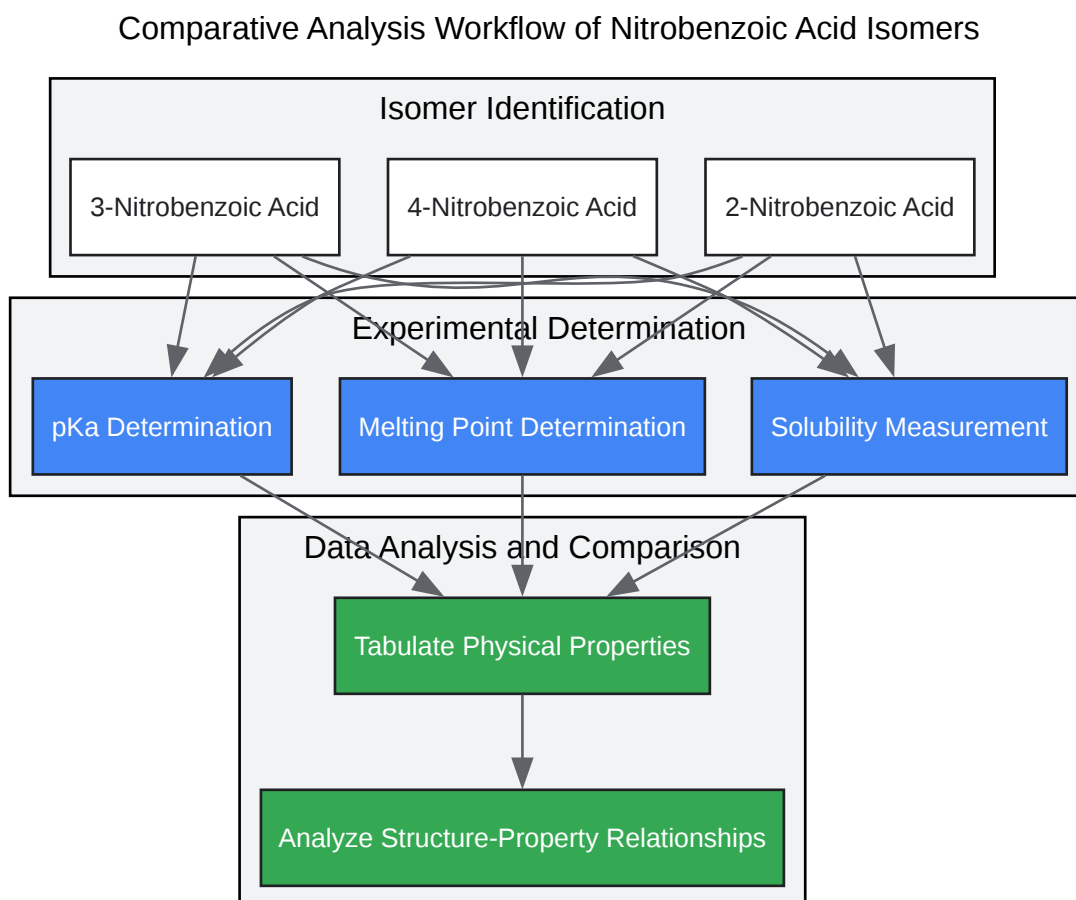 Comparative Analysis Workflow of Nitrobenzoic Acid Isomers
Isomer Identification
3-Nitrobenzoic Acid
4-Nitrobenzoic Acid
2-Nitrobenzoic Acid
Experimental Determination
pKa Determination
Melting Point Determination
Solubility Measurement
Data Analysis and Comparison
Tabulate Physical Properties
Analyze Structure-Property Relationships